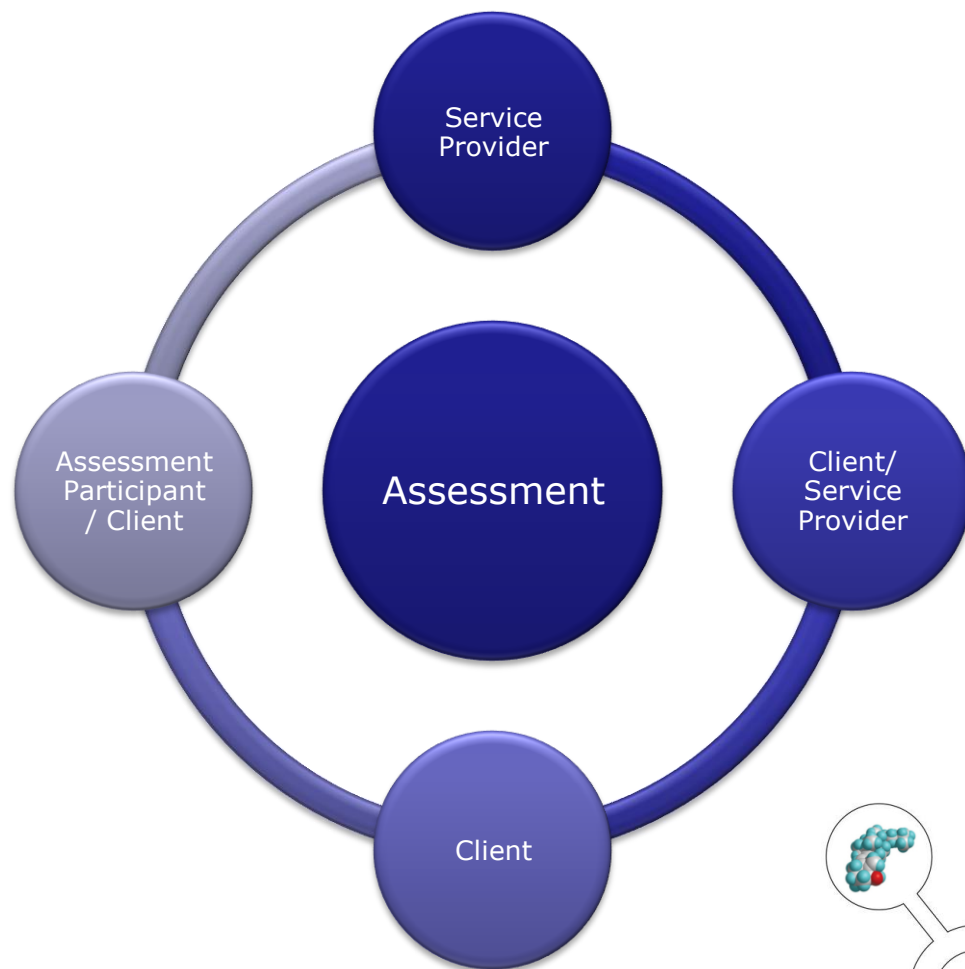 Service
Provider
Assessment
Participant
/ Client
Assessment
Client/
Service
Provider
Client